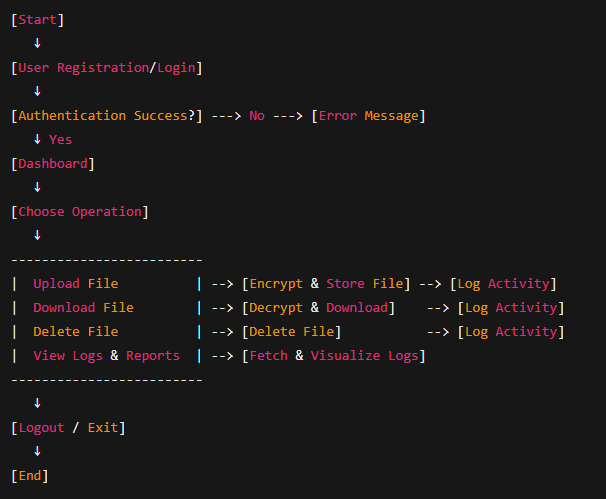 [Start]
↓
[User Registration/Login]
↓
[Authentication Success?] ---> No ---> [Error Message]
↓ Yes
[Dashboard]
↓
[Choose Operation]
↓
-------------------------
|  Upload File          | --> [Encrypt & Store File] --> [Log Activity]
|  Download File        | --> [Decrypt & Download]    --> [Log Activity]
|  Delete File          | --> [Delete File]           --> [Log Activity]
|  View Logs & Reports  | --> [Fetch & Visualize Logs]
-------------------------
↓
[Logout / Exit]
↓
[End]